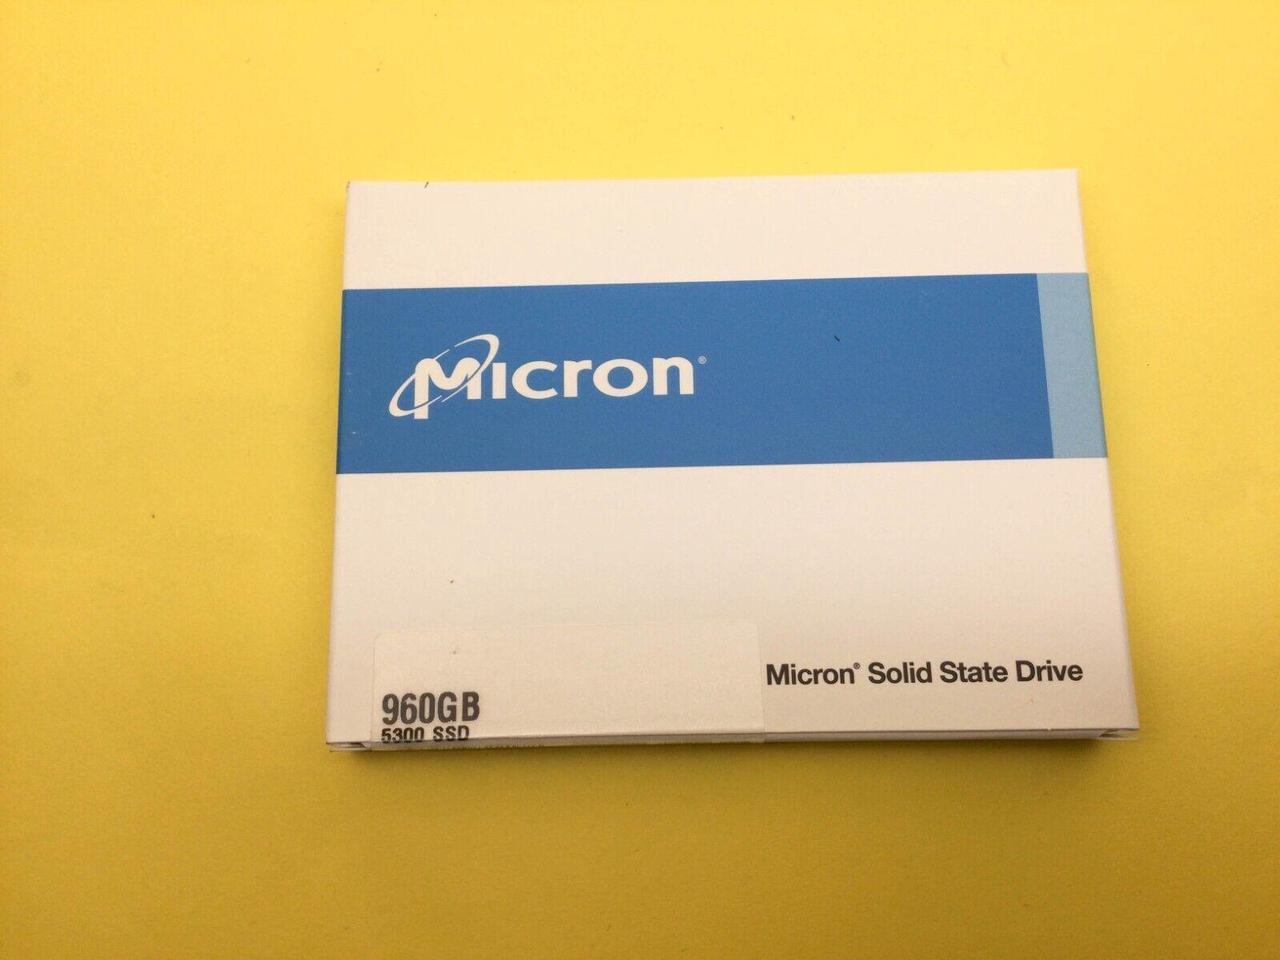 Micron®
Micron® Solid State Drive
960GB
5300 SSD